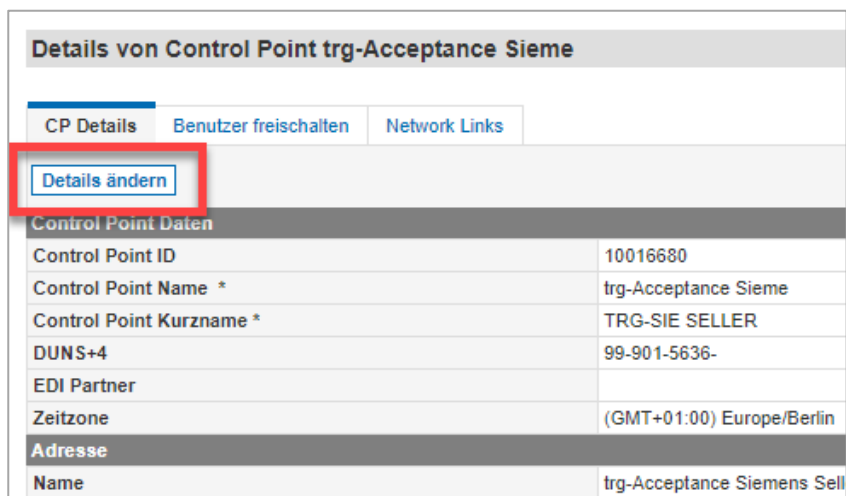 Details von Control Point trg-Acceptance Sieme
CP Details Benutzer freischalten Network Links
Details ändern
Control Point Daten
Control Point ID 10016680
Control Point Name * trg-Acceptance Sieme
Control Point Kurzname * TRG-SIE SELLER
DUNS+4 99-901-5636-
EDI Partner
Zeitzone (GMT+01:00) Europe/Berlin
Adresse
Name trg-Acceptance Siemens Sell